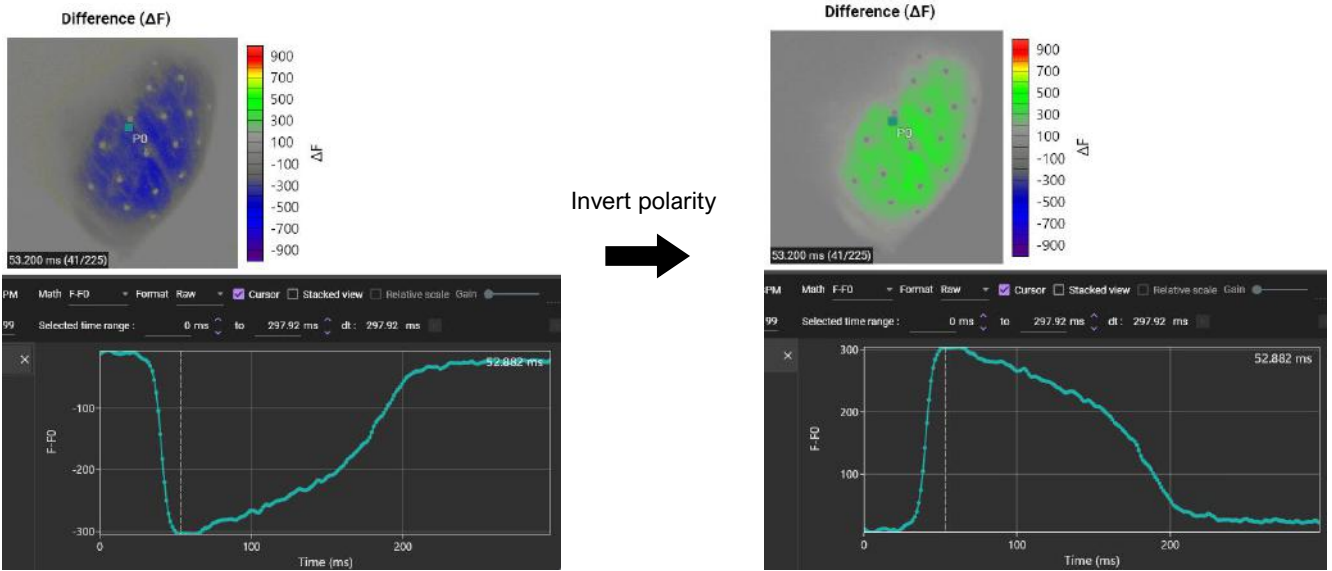 Difference (ΔF)
900
700
500
300
100
-100
-300
-500
-700
-900
ΔF
P0
53.200 ms (41/225)
PM Math F-F0 Format Raw Cursor Stacked view Relative scale Gain
99 Selected time range : 0 ms to 297.92 ms dt : 297.92 ms
52.882 ms
-100
-200
-300
F-F0
0 100 200
Time (ms)
Invert polarity
Difference (ΔF)
900
700
500
300
100
-100
-300
-500
-700
-900
ΔF
P0
53.200 ms (41/225)
PM Math F-F0 Format Raw Cursor Stacked view Relative scale Gain
99 Selected time range : 0 ms to 297.92 ms dt : 297.92 ms
52.882 ms
300
200
100
F-F0
0 100 200
Time (ms)